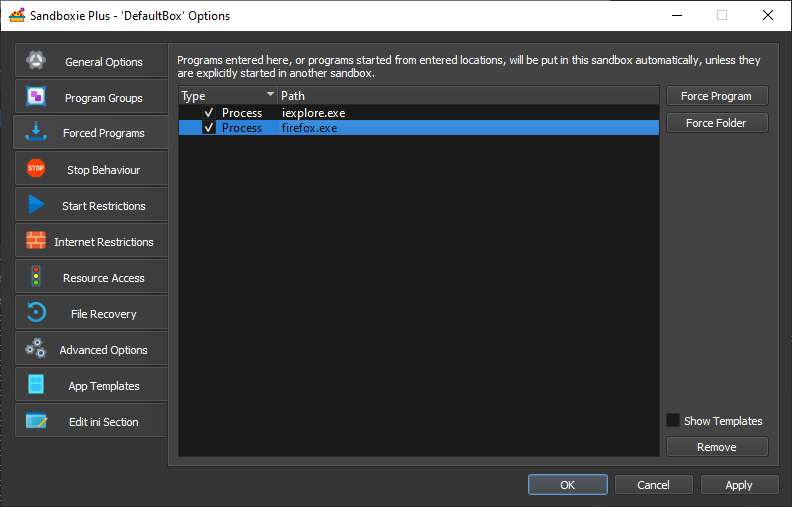 Sandboxie Plus - 'DefaultBox' Options
General Options
Program Groups
Forced Programs
Stop Behaviour
STOP
Start Restrictions
Internet Restrictions
Resource Access
File Recovery
Advanced Options
App Templates
Edit ini Section
Programs entered here, or programs started from entered locations, will be put in this sandbox automatically, unless they
are explicitly started in another sandbox.
Type Path
Process iexplore.exe
Process firefox.exe
Force Program
Force Folder
Show Templates
Remove
OK Cancel Apply